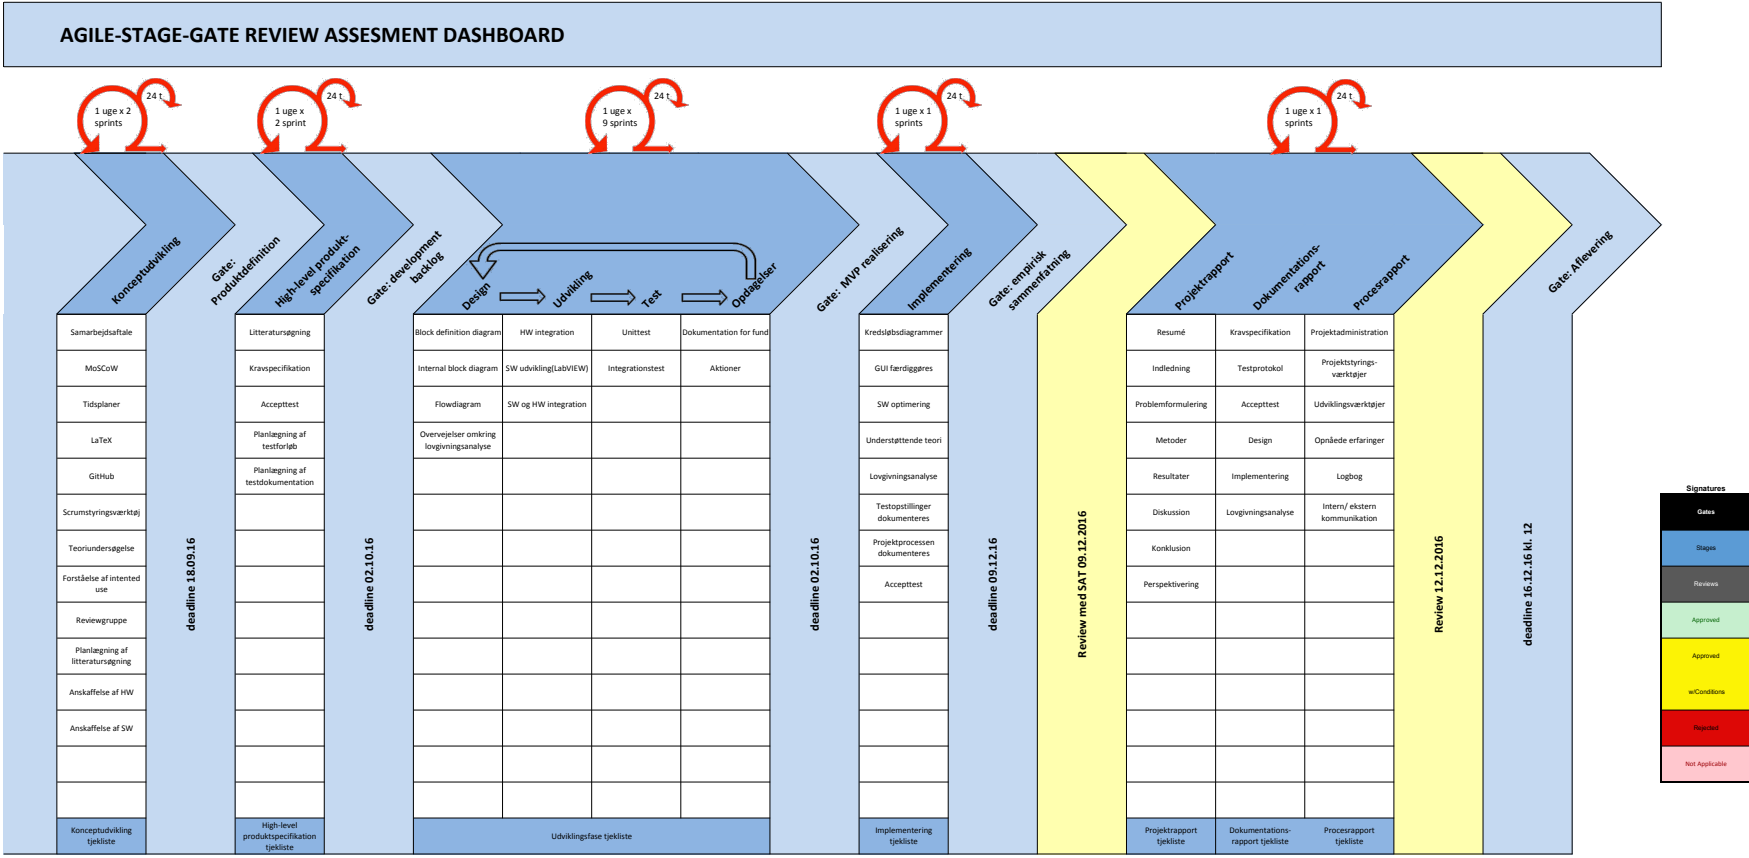 AGILE-STAGE-GATE REVIEW ASSESMENT DASHBOARD
1 uge x 2
sprints
24 t
1 uge x
2 sprint
24 t
1 uge x
9 sprints
24 t
1 uge x 1
sprints
24 t
1 uge x 1
sprints
24 t
Konceptudvikling
Gate:
Produktdefinition
High-level produkt-
specifikation
Gate: development
backlog
Design
Udvikling
Test
Opdagelser
Gate: MVP realisering
Implementering
Gate: empirisk
sammenfatning
Projektrapport
Dokumentations-
rapport
Procesrapport
Gate: Aflevering
Samarbejdsaftale
MoSCoW
Tidsplaner
LaTeX
GitHub
Scrumstyringsværktøj
Teoriundersøgelse
Forståelse af intented
use
Reviewgruppe
Planlægning af
litteratursøgning
Anskaffelse af HW
Anskaffelse af SW
Konceptudvikling
tjekliste
deadline 18.09.16
Litteratursøgning
Kravspecifikation
Accepttest
Planlægning af
testforløb
Planlægning af
testdokumentation
High-level
produktspecifikation
tjekliste
deadline 02.10.16
Block definition diagram
Internal block diagram
Flowdiagram
Overvejelser omkring
lovgivningsanalyse
HW integration
SW udvikling(LabVIEW)
SW og HW integration
Unittest
Integrationstest
Dokumentation for fund
Aktioner
Udviklingsfase tjekliste
deadline 02.10.16
Kredsløbsdiagrammer
GUI færdiggøres
SW optimering
Understøttende teori
Lovgivningsanalyse
Testopstillinger
dokumenteres
Projektprocessen
dokumenteres
Accepttest
Implementering
tjekliste
deadline 09.12.16
Review med SAT 09.12.2016
Resumé
Indledning
Problemformulering
Metoder
Resultater
Diskussion
Konklusion
Perspektivering
Projektrapport
tjekliste
Kravspecifikation
Testprotokol
Accepttest
Design
Implementering
Lovgivningsanalyse
Dokumentations-
rapport tjekliste
Projektadministration
Projektstyrings-
værktøjer
Udviklingsværktøjer
Opnåede erfaringer
Logbog
Intern/ ekstern
kommunikation
Procesrapport
tjekliste
Review 12.12.2016
deadline 16.12.16 kl. 12
Signatures
Gates
Stages
Reviews
Approved
Approved
w/Conditions
Rejected
Not Applicable